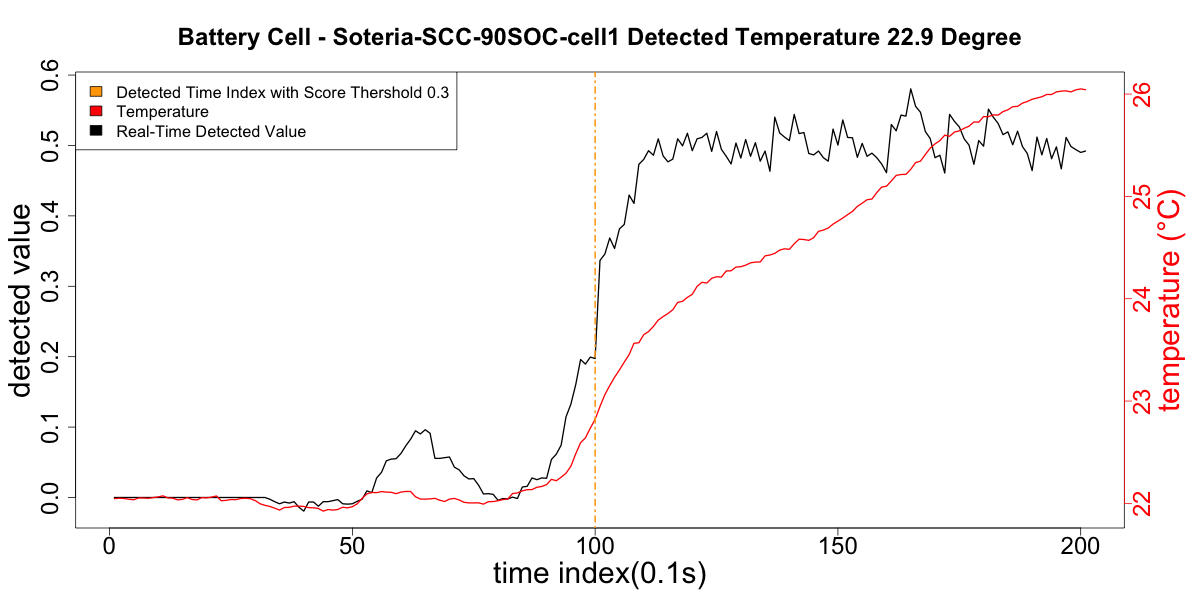 Battery Cell - Soteria-SCC-90SOC-cell1 Detected Temperature 22.9 Degree
Detected Time Index with Score Thershold 0.3
Temperature
Real-Time Detected Value
detected value
0.6
0.5
0.4
0.3
0.2
0.1
0.0
26
25
24
23
22
temperature (°C)
0 50 100 150 200
time index(0.1s)